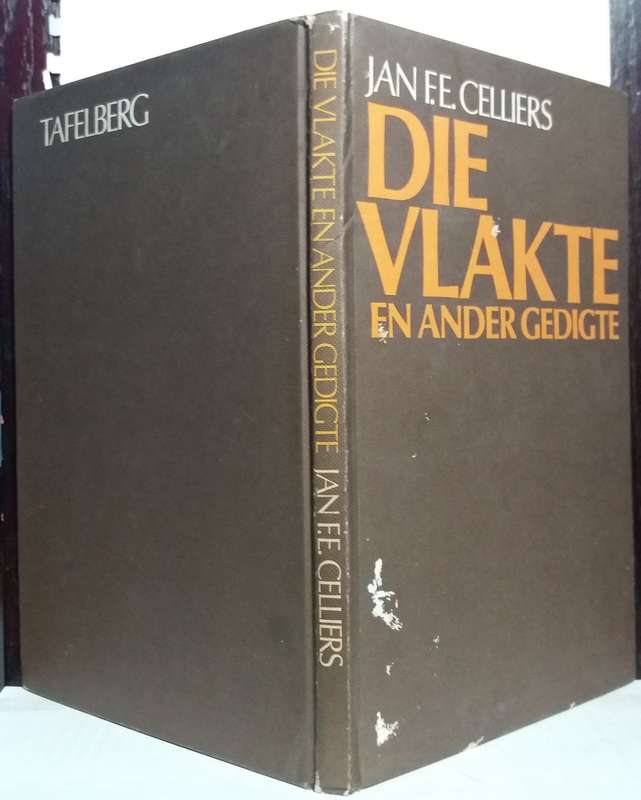 TAFELBERG
DIE VLAKTE EN ANDER GEDIGTE JAN F.E. CELLIERS
JAN F.E. CELLIERS
DIE
VLAKTE
EN ANDER GEDIGTE